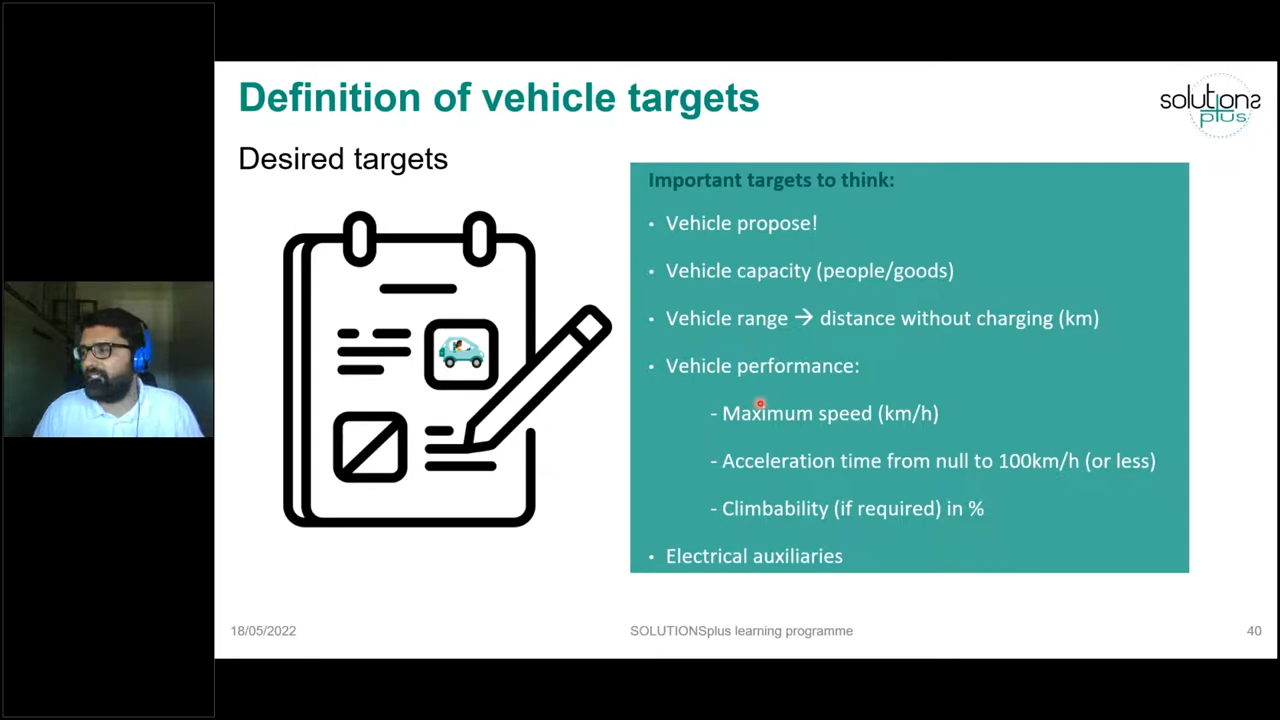 Definition of vehicle targets
solutions
plus
Desired targets
Important targets to think:
• Vehicle propose!
• Vehicle capacity (people/goods)
• Vehicle range → distance without charging (km)
• Vehicle performance:
- Maximum speed (km/h)
- Acceleration time from null to 100km/h (or less)
- Climbability (if required) in %
• Electrical auxiliaries
18/05/2022
SOLUTIONSplus learning programme
40